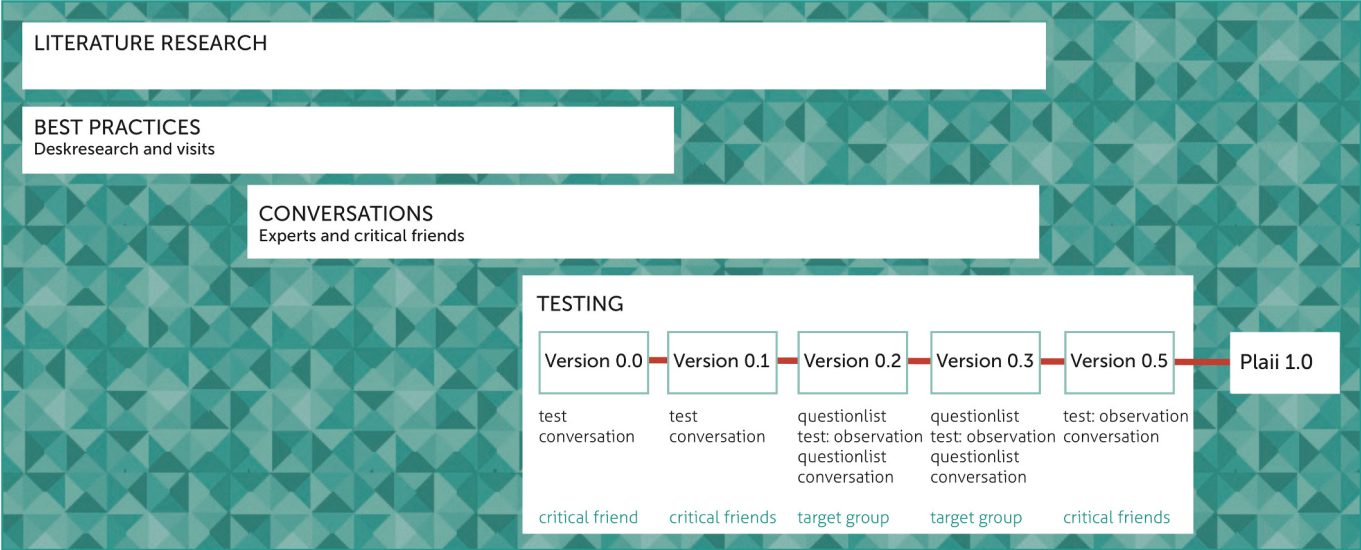 LITERATURE RESEARCH
BEST PRACTICES
Deskresearch and visits
CONVERSATIONS
Experts and critical friends
TESTING
Version 0.0
Version 0.1
Version 0.2
Version 0.3
Version 0.5
Plaii 1.0
test
conversation
critical friend
test
conversation
critical friends
questionlist
test: observation
questionlist
conversation
target group
questionlist
test: observation
questionlist
conversation
target group
test: observation
conversation
critical friends